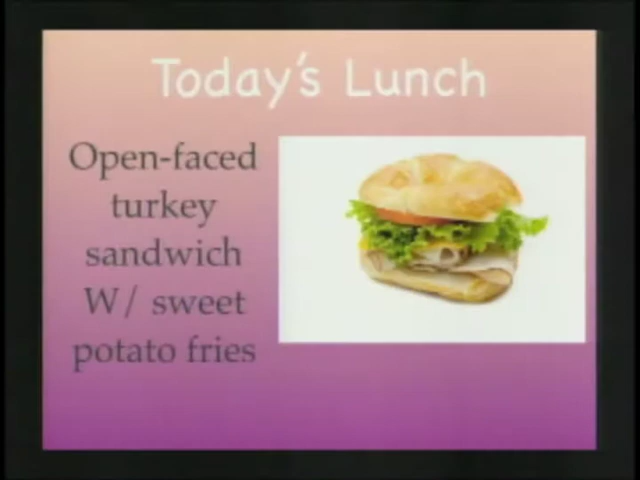 Today's Lunch
Open-faced
turkey
sandwich
W/ sweet
potato fries